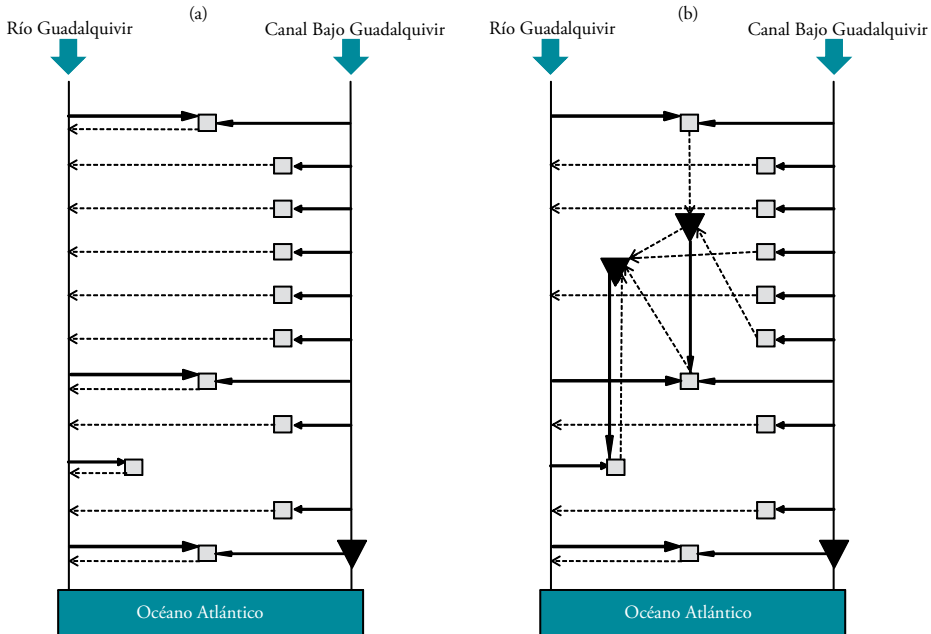 (a)
Río Guadalquivir
Canal Bajo Guadalquivir
Océano Atlántico
(b)
Río Guadalquivir
Canal Bajo Guadalquivir
Océano Atlántico